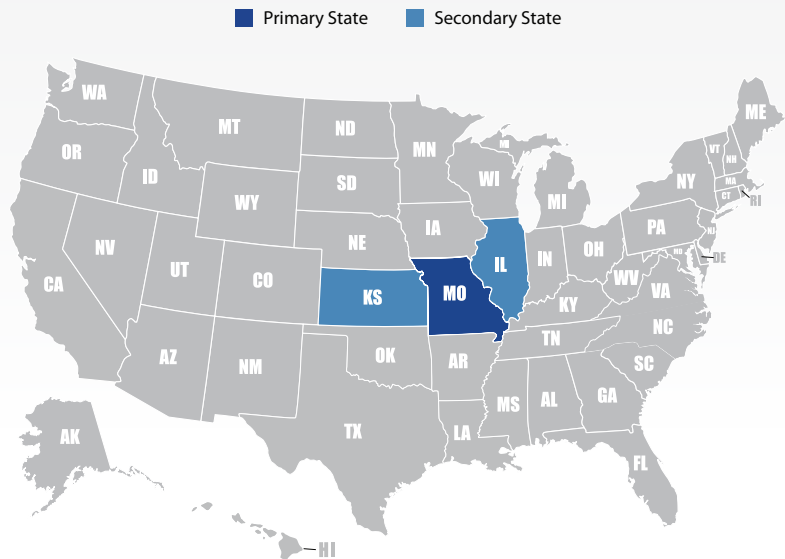 Primary State
Secondary State
WA
MT
ND
MN
MI
ME
OR
ID
SD
WI
VT
NH
WY
MI
NY
MA
CT
RI
NV
NE
IA
PA
NJ
UT
CO
IL
IN
OH
MD
DE
CA
KS
MO
WV
VA
KY
AZ
NM
OK
AR
TN
NC
SC
TX
LA
MS
AL
GA
AK
FL
HI